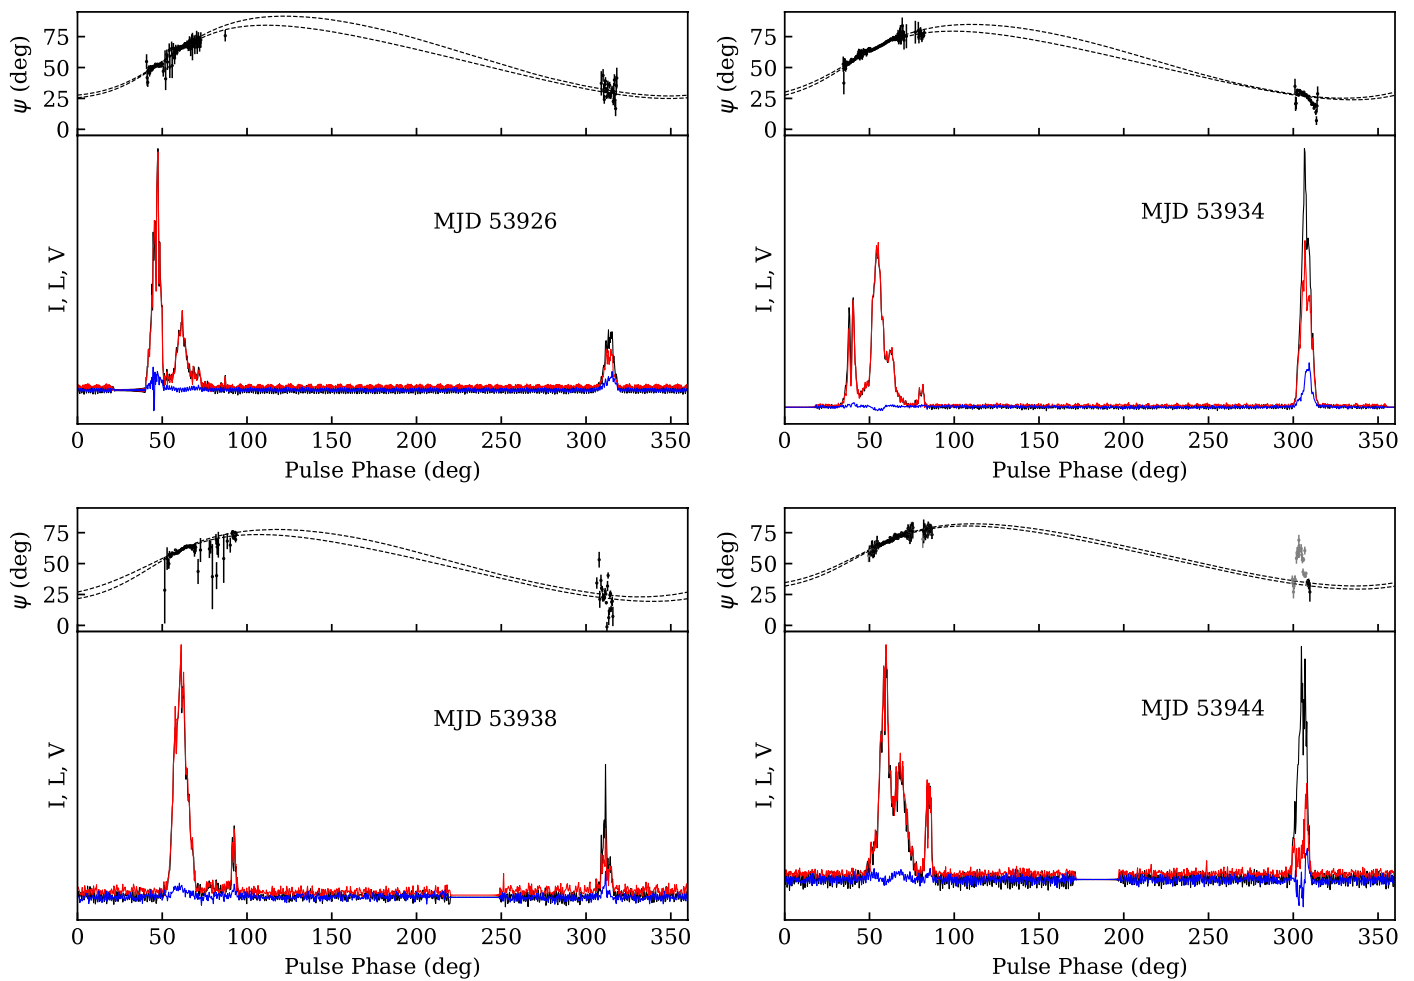 75
50
25
0
ψ (deg)
MJD 53926
I, L, V
0 50 100 150 200 250 300 350
Pulse Phase (deg)
75
50
25
0
ψ (deg)
MJD 53934
I, L, V
0 50 100 150 200 250 300 350
Pulse Phase (deg)
75
50
25
0
ψ (deg)
MJD 53938
I, L, V
0 50 100 150 200 250 300 350
Pulse Phase (deg)
75
50
25
0
ψ (deg)
MJD 53944
I, L, V
0 50 100 150 200 250 300 350
Pulse Phase (deg)